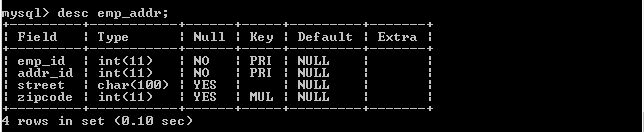 mysql> desc emp_addr;
+---------+-----------+------+-----+---------+-------+
| Field | Type | Null | Key | Default | Extra |
+---------+-----------+------+-----+---------+-------+
| emp_id | int(11) | NO | PRI | NULL | |
| addr_id | int(11) | NO | PRI | NULL | |
| street | char(100) | YES | | NULL | |
| zipcode | int(11) | YES | MUL | NULL | |
+---------+-----------+------+-----+---------+-------+
4 rows in set (0.10 sec)